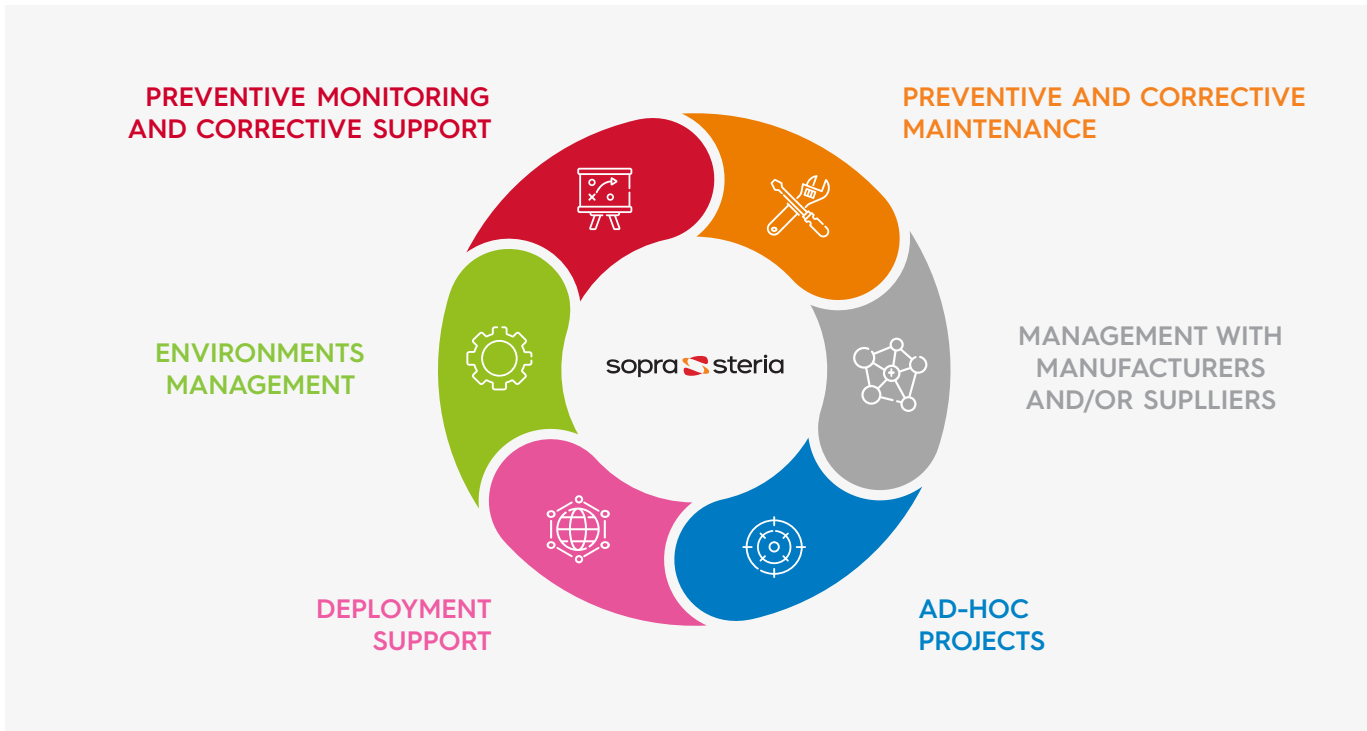 PREVENTIVE MONITORING
AND CORRECTIVE SUPPORT
PREVENTIVE AND CORRECTIVE
MAINTENANCE
MANAGEMENT WITH
MANUFACTURERS
AND/OR SUPLLIERS
ENVIRONMENTS
MANAGEMENT
sopra steria
DEPLOYMENT
SUPPORT
AD-HOC
PROJECTS